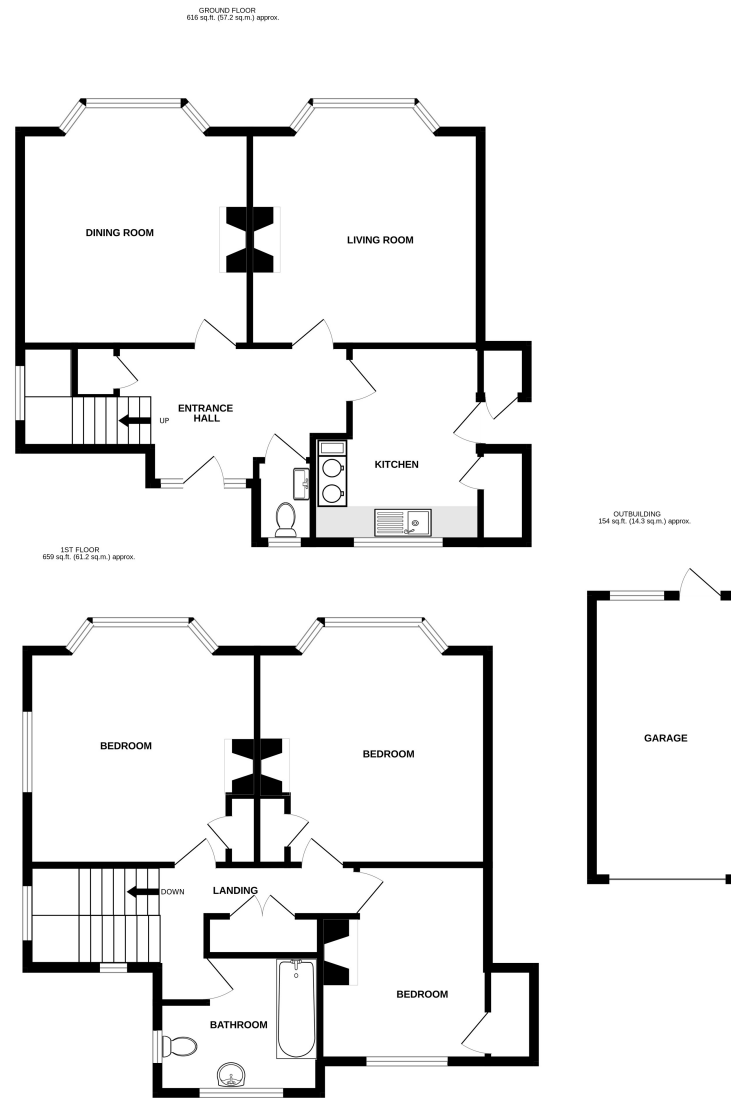 GROUND FLOOR
616 sq.ft. (57.2 sq.m.) approx.
DINING ROOM
LIVING ROOM
ENTRANCE
HALL
UP
KITCHEN
OUTBUILDING
154 sq.ft. (14.3 sq.m.) approx.
1ST FLOOR
659 sq.ft. (61.2 sq.m.) approx.
BEDROOM
BEDROOM
GARAGE
DOWN
LANDING
BEDROOM
BATHROOM